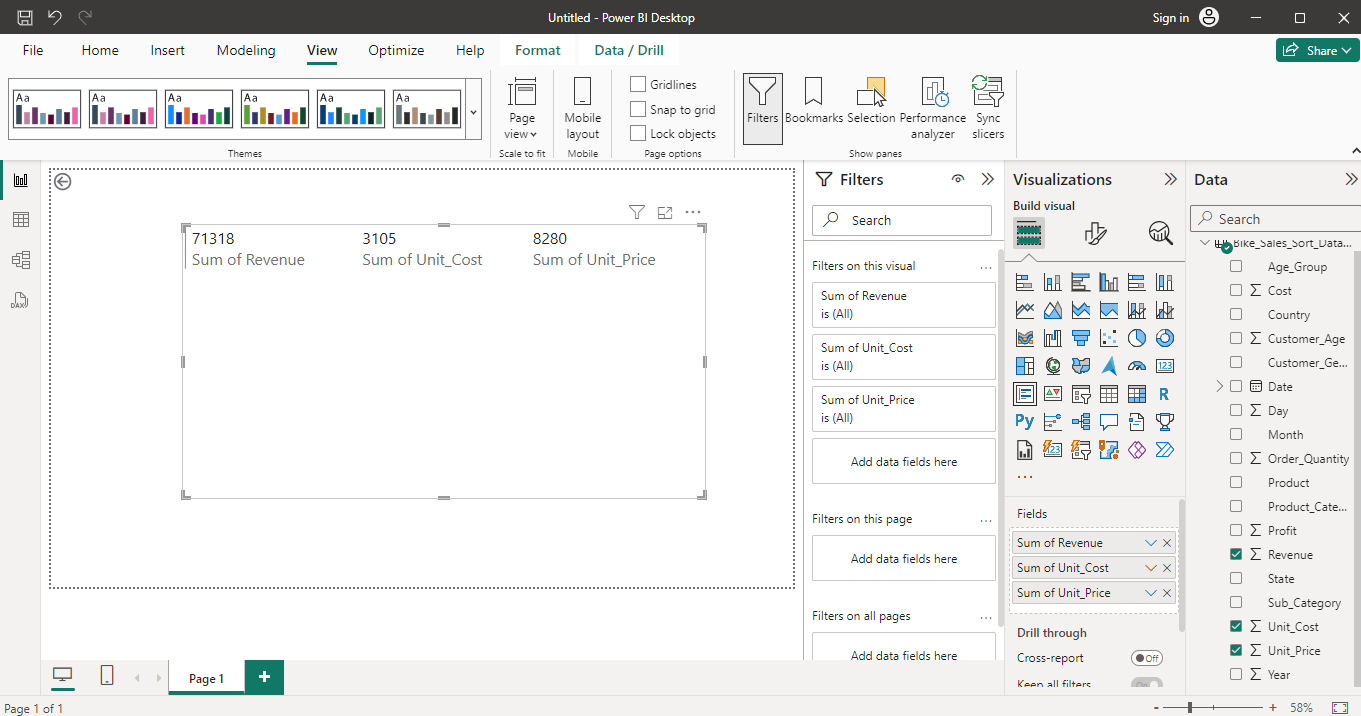 Untitled - Power BI Desktop
Sign in
File Home Insert Modeling View Optimize Help Format Data / Drill
Share
Aa Aa Aa Aa Aa Aa
Page view
Mobile layout
Gridlines
Snap to grid
Lock objects
Filters
Bookmarks
Selection
Performance analyzer
Sync slicers
Themes
Scale to fit
Mobile
Page options
Show panes
71318 3105 8280
Sum of Revenue Sum of Unit_Cost Sum of Unit_Price
Filters
Search
Filters on this visual ...
Sum of Revenue
is (All)
Sum of Unit_Cost
is (All)
Sum of Unit_Price
is (All)
Add data fields here
Filters on this page ...
Add data fields here
Filters on all pages ...
Add data fields here
Visualizations
Build visual
123
R
Py
123
...
Fields
Sum of Revenue
Sum of Unit_Cost
Sum of Unit_Price
Drill through
Cross-report
Off
Keep all filters
On
Data
Search
Bike_Sales_Sort_Data...
Age_Group
Σ Cost
Country
Σ Customer_Age
Customer_Ge...
Date
Σ Day
Month
Σ Order_Quantity
Product
Product_Cate...
Σ Profit
Σ Revenue
State
Sub_Category
Σ Unit_Cost
Σ Unit_Price
Σ Year
DAX
Page 1
+
Page 1 of 1
- + 58%